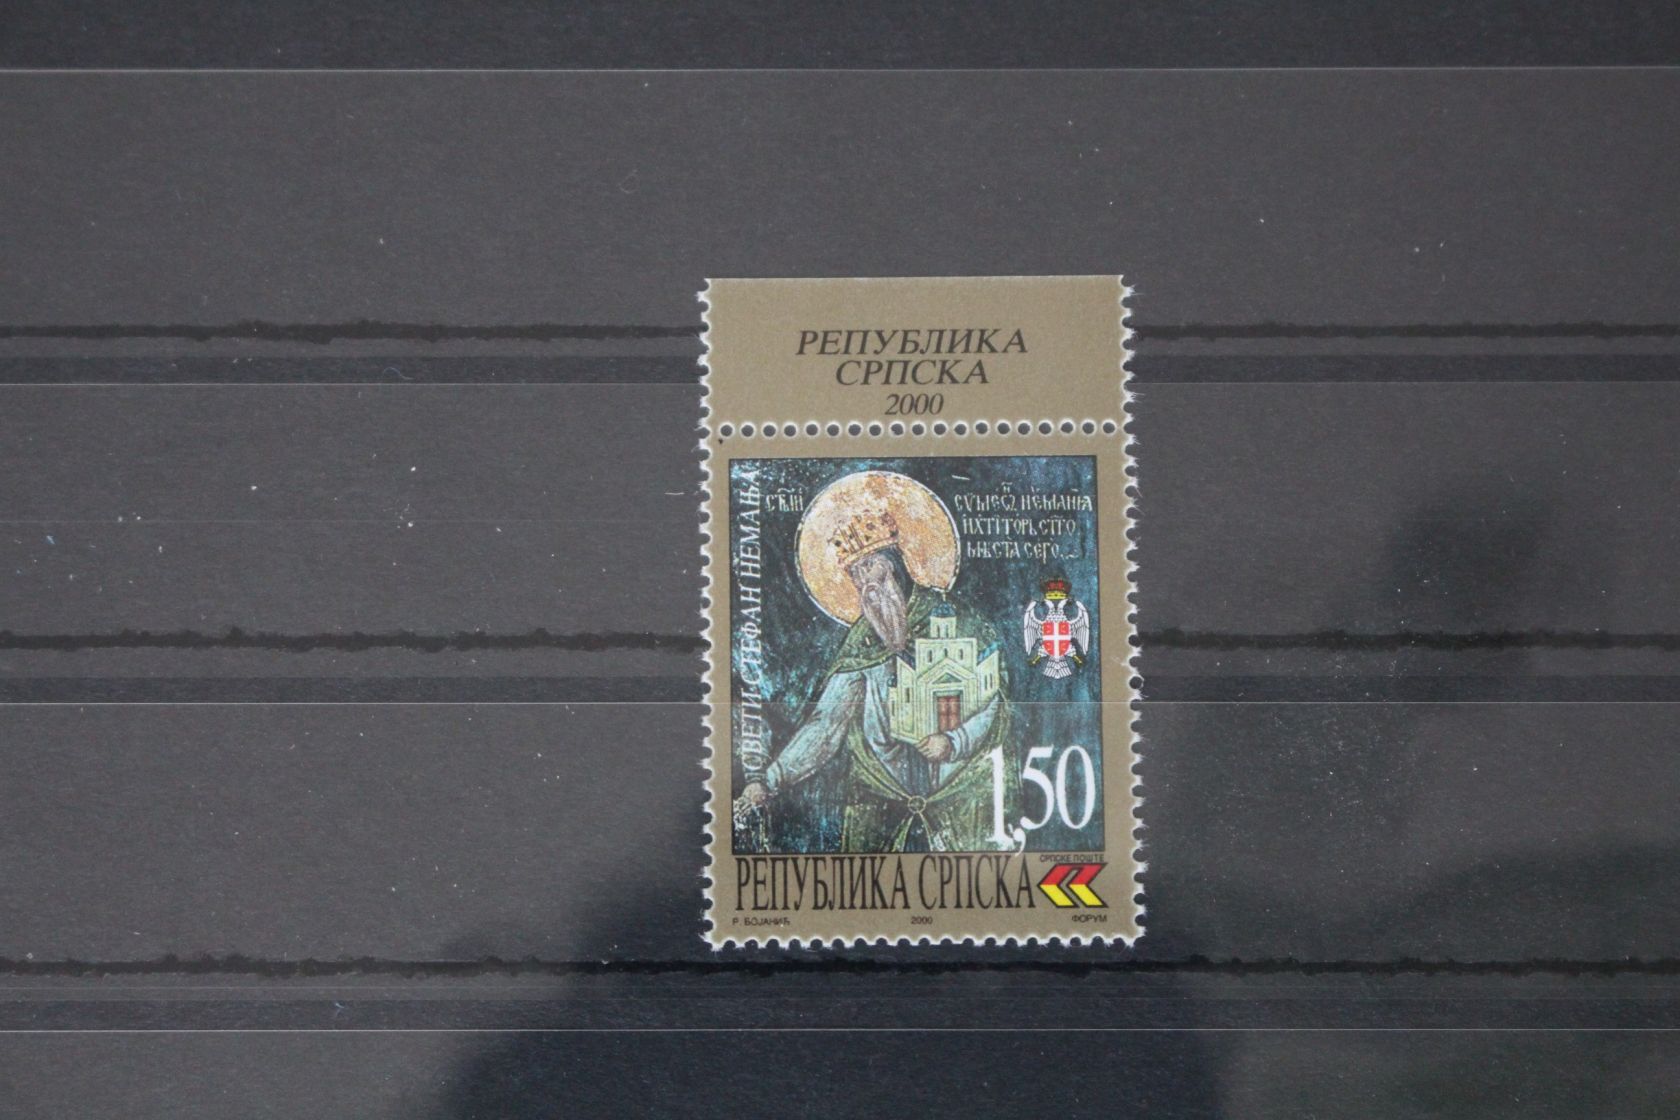 РЕПУБЛИКА
СРПСКА
2000
СВЕТИ СТЕФАН НЕМАЊА
1,50
РЕПУБЛИКА СРПСКА
СРПСКЕ ПОШТЕ
Р. БОЈАНИЋ
2000
ФОРУМ